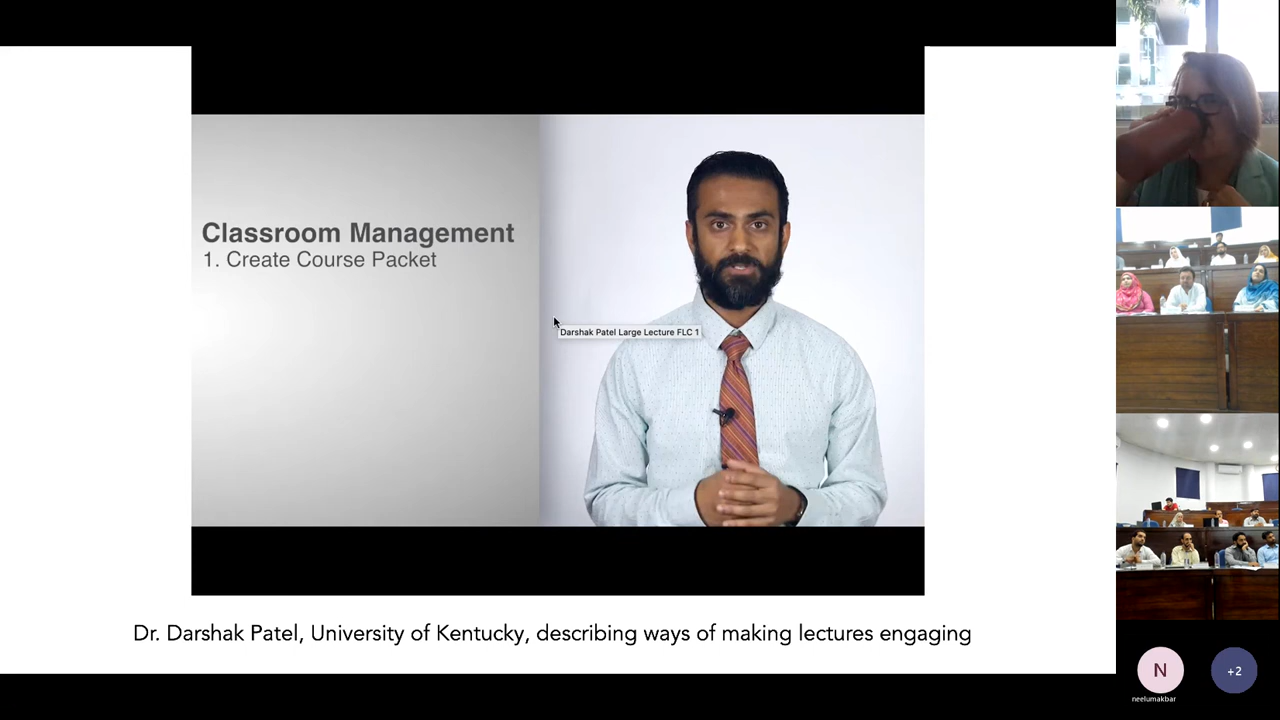 Classroom Management
1. Create Course Packet
Darshak Patel Large Lecture FLC 1
Dr. Darshak Patel, University of Kentucky, describing ways of making lectures engaging
N
+2
neelumakbar